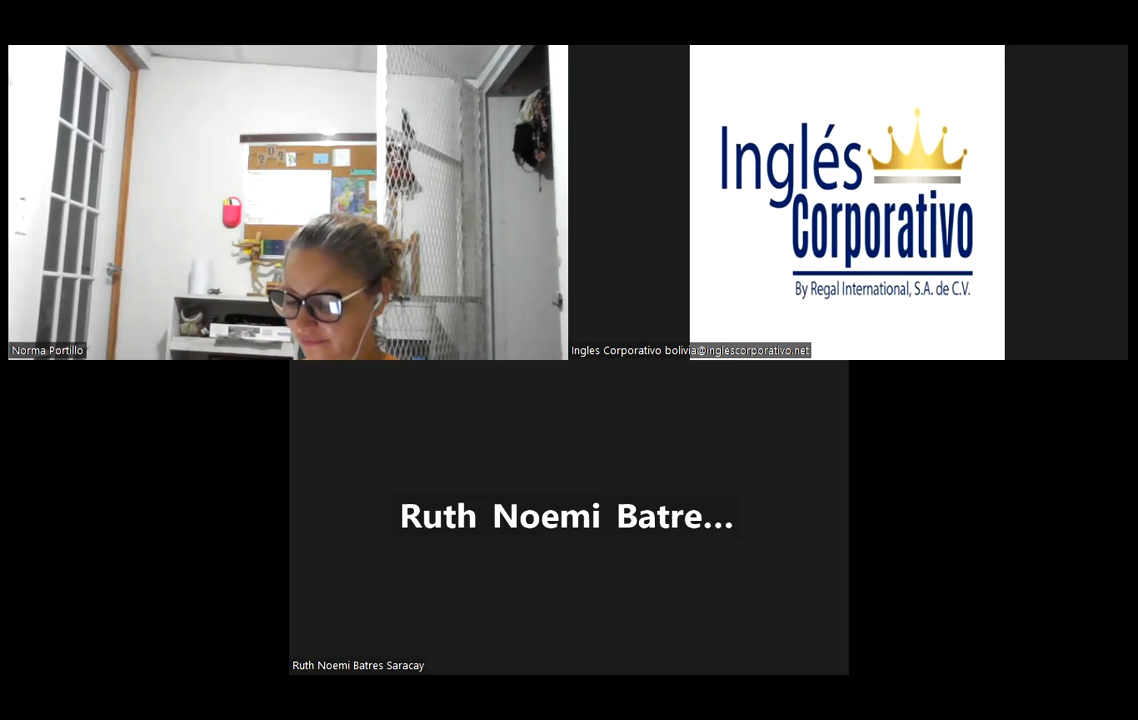 Inglés
Corporativo
By Regal International, S.A. de C.V.
Norma Portillo
Ingles Corporativo bolivia@inglescorporativo.net
Ruth Noemi Batre...
Ruth Noemi Batres Saracay